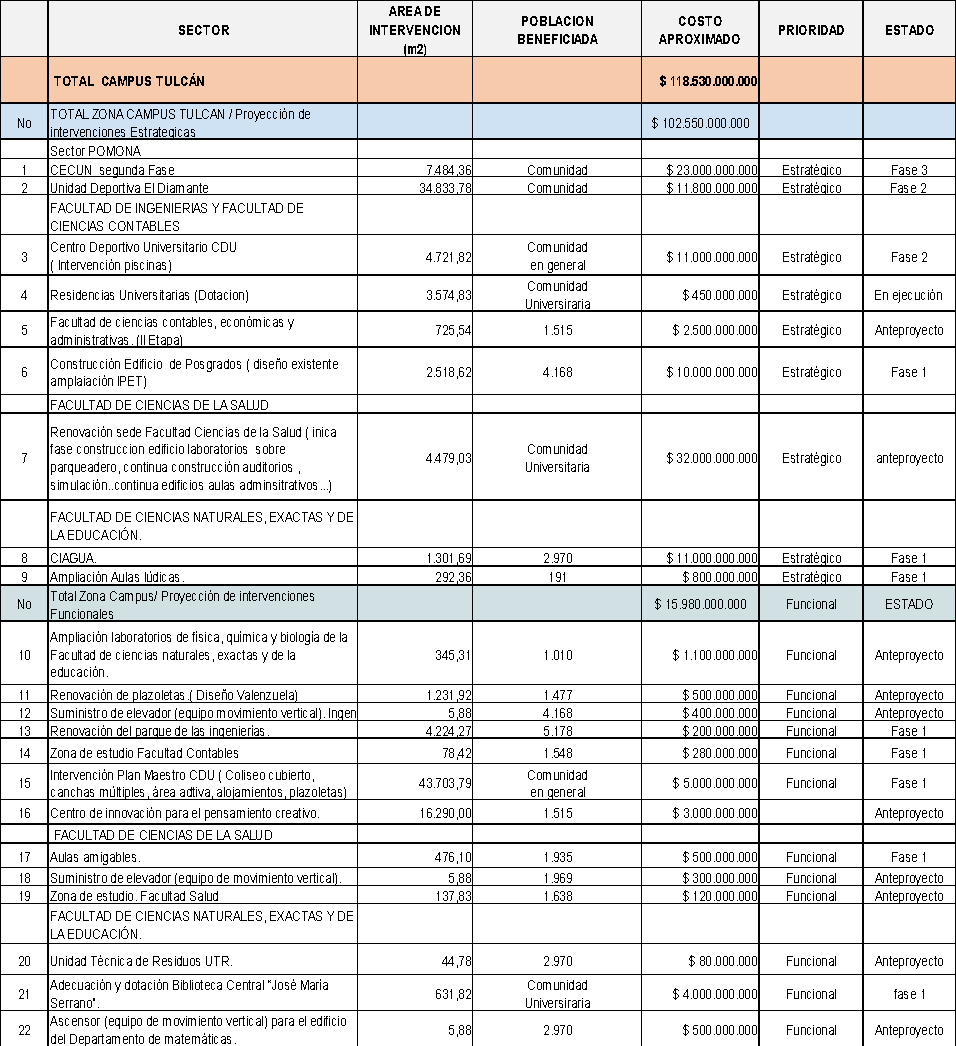 SECTOR AREA DE INTERVENCION (m2) POBLACION BENEFICIADA COSTO APROXIMADO PRIORIDAD ESTADO
TOTAL CAMPUS TULCÁN $ 118.530.000.000
No TOTAL ZONA CAMPUS TULCAN / Proyección de intervenciones Estrategicas $ 102.550.000.000
Sector POMONA
1 CECUN segunda Fase 7.484,36 Comunidad $ 23.000.000.000 Estratégico Fase 3
2 Unidad Deportiva El Diamante 34.833,78 Comunidad $ 11.800.000.000 Estratégico Fase 2
FACULTAD DE INGENIERIAS Y FACULTAD DE CIENCIAS CONTABLES
3 Centro Deportivo Universitario CDU ( Intervención piscinas) 4.721,82 Comunidad en general $ 11.000.000.000 Estratégico Fase 2
4 Residencias Universitarias (Dotacion) 3.574,83 Comunidad Universiraria $ 450.000.000 Estratégico En ejecución
5 Facultad de ciencias contables, económicas y administrativas. (II Etapa) 725,54 1.515 $ 2.500.000.000 Estratégico Anteproyecto
6 Construcción Edificio de Posgrados ( diseño existente amplaiación IPET) 2.518,62 4.168 $ 10.000.000.000 Estratégico Fase 1
FACULTAD DE CIENCIAS DE LA SALUD
7 Renovación sede Facultad Ciencias de la Salud ( inica fase construccion edificio laboratorios sobre parqueadero, continua construcción auditorios , simulación..continua edificios aulas adminsitrativos...) 4.479,03 Comunidad Universitaria $ 32.000.000.000 Estratégico anteproyecto
FACULTAD DE CIENCIAS NATURALES, EXACTAS Y DE LA EDUCACIÓN.
8 CIAGUA. 1.301,69 2.970 $ 11.000.000.000 Estratégico Fase 1
9 Ampliación Aulas lúdicas. 292,36 191 $ 800.000.000 Estratégico Fase 1
No Total Zona Campus/ Proyección de intervenciones Funcionales $ 15.980.000.000 Funcional ESTADO
10 Ampliación laboratorios de física, química y biología de la Facultad de ciencias naturales, exactas y de la educación. 345,31 1.010 $ 1.100.000.000 Funcional Anteproyecto
11 Renovación de plazoletas.( Diseño Valenzuela) 1.231,92 1.477 $ 500.000.000 Funcional Anteproyecto
12 Suministro de elevador (equipo movimiento vertical). Ingen 5,88 4.168 $ 400.000.000 Funcional Anteproyecto
13 Renovación del parque de las ingenierías. 4.224,27 5.178 $ 200.000.000 Funcional Fase 1
14 Zona de estudio Facultad Contables 78,42 1.548 $ 280.000.000 Funcional Fase 1
15 Intervención Plan Maestro CDU ( Coliseo cubierto, canchas múltiples, área adtiva, alojamientos, plazoletas) 43.703,79 Comunidad en general $ 5.000.000.000 Funcional Fase 1
16 Centro de innovación para el pensamiento creativo. 16.290,00 1.515 $ 3.000.000.000 Anteproyecto
FACULTAD DE CIENCIAS DE LA SALUD
17 Aulas amigables. 476,10 1.935 $ 500.000.000 Funcional Fase 1
18 Suministro de elevador (equipo de movimiento vertical). 5,88 1.969 $ 300.000.000 Funcional Anteproyecto
19 Zona de estudio. Facultad Salud 137,83 1.638 $ 120.000.000 Funcional Anteproyecto
FACULTAD DE CIENCIAS NATURALES, EXACTAS Y DE LA EDUCACIÓN.
20 Unidad Técnica de Residuos UTR. 44,78 2.970 $ 80.000.000 Funcional Anteproyecto
21 Adecuación y dotación Biblioteca Central "José María Serrano". 631,82 Comunidad Universiraria $ 4.000.000.000 Funcional fase 1
22 Ascensor (equipo de movimiento vertical) para el edificio del Departamento de matemáticas. 5,88 2.970 $ 500.000.000 Funcional Anteproyecto